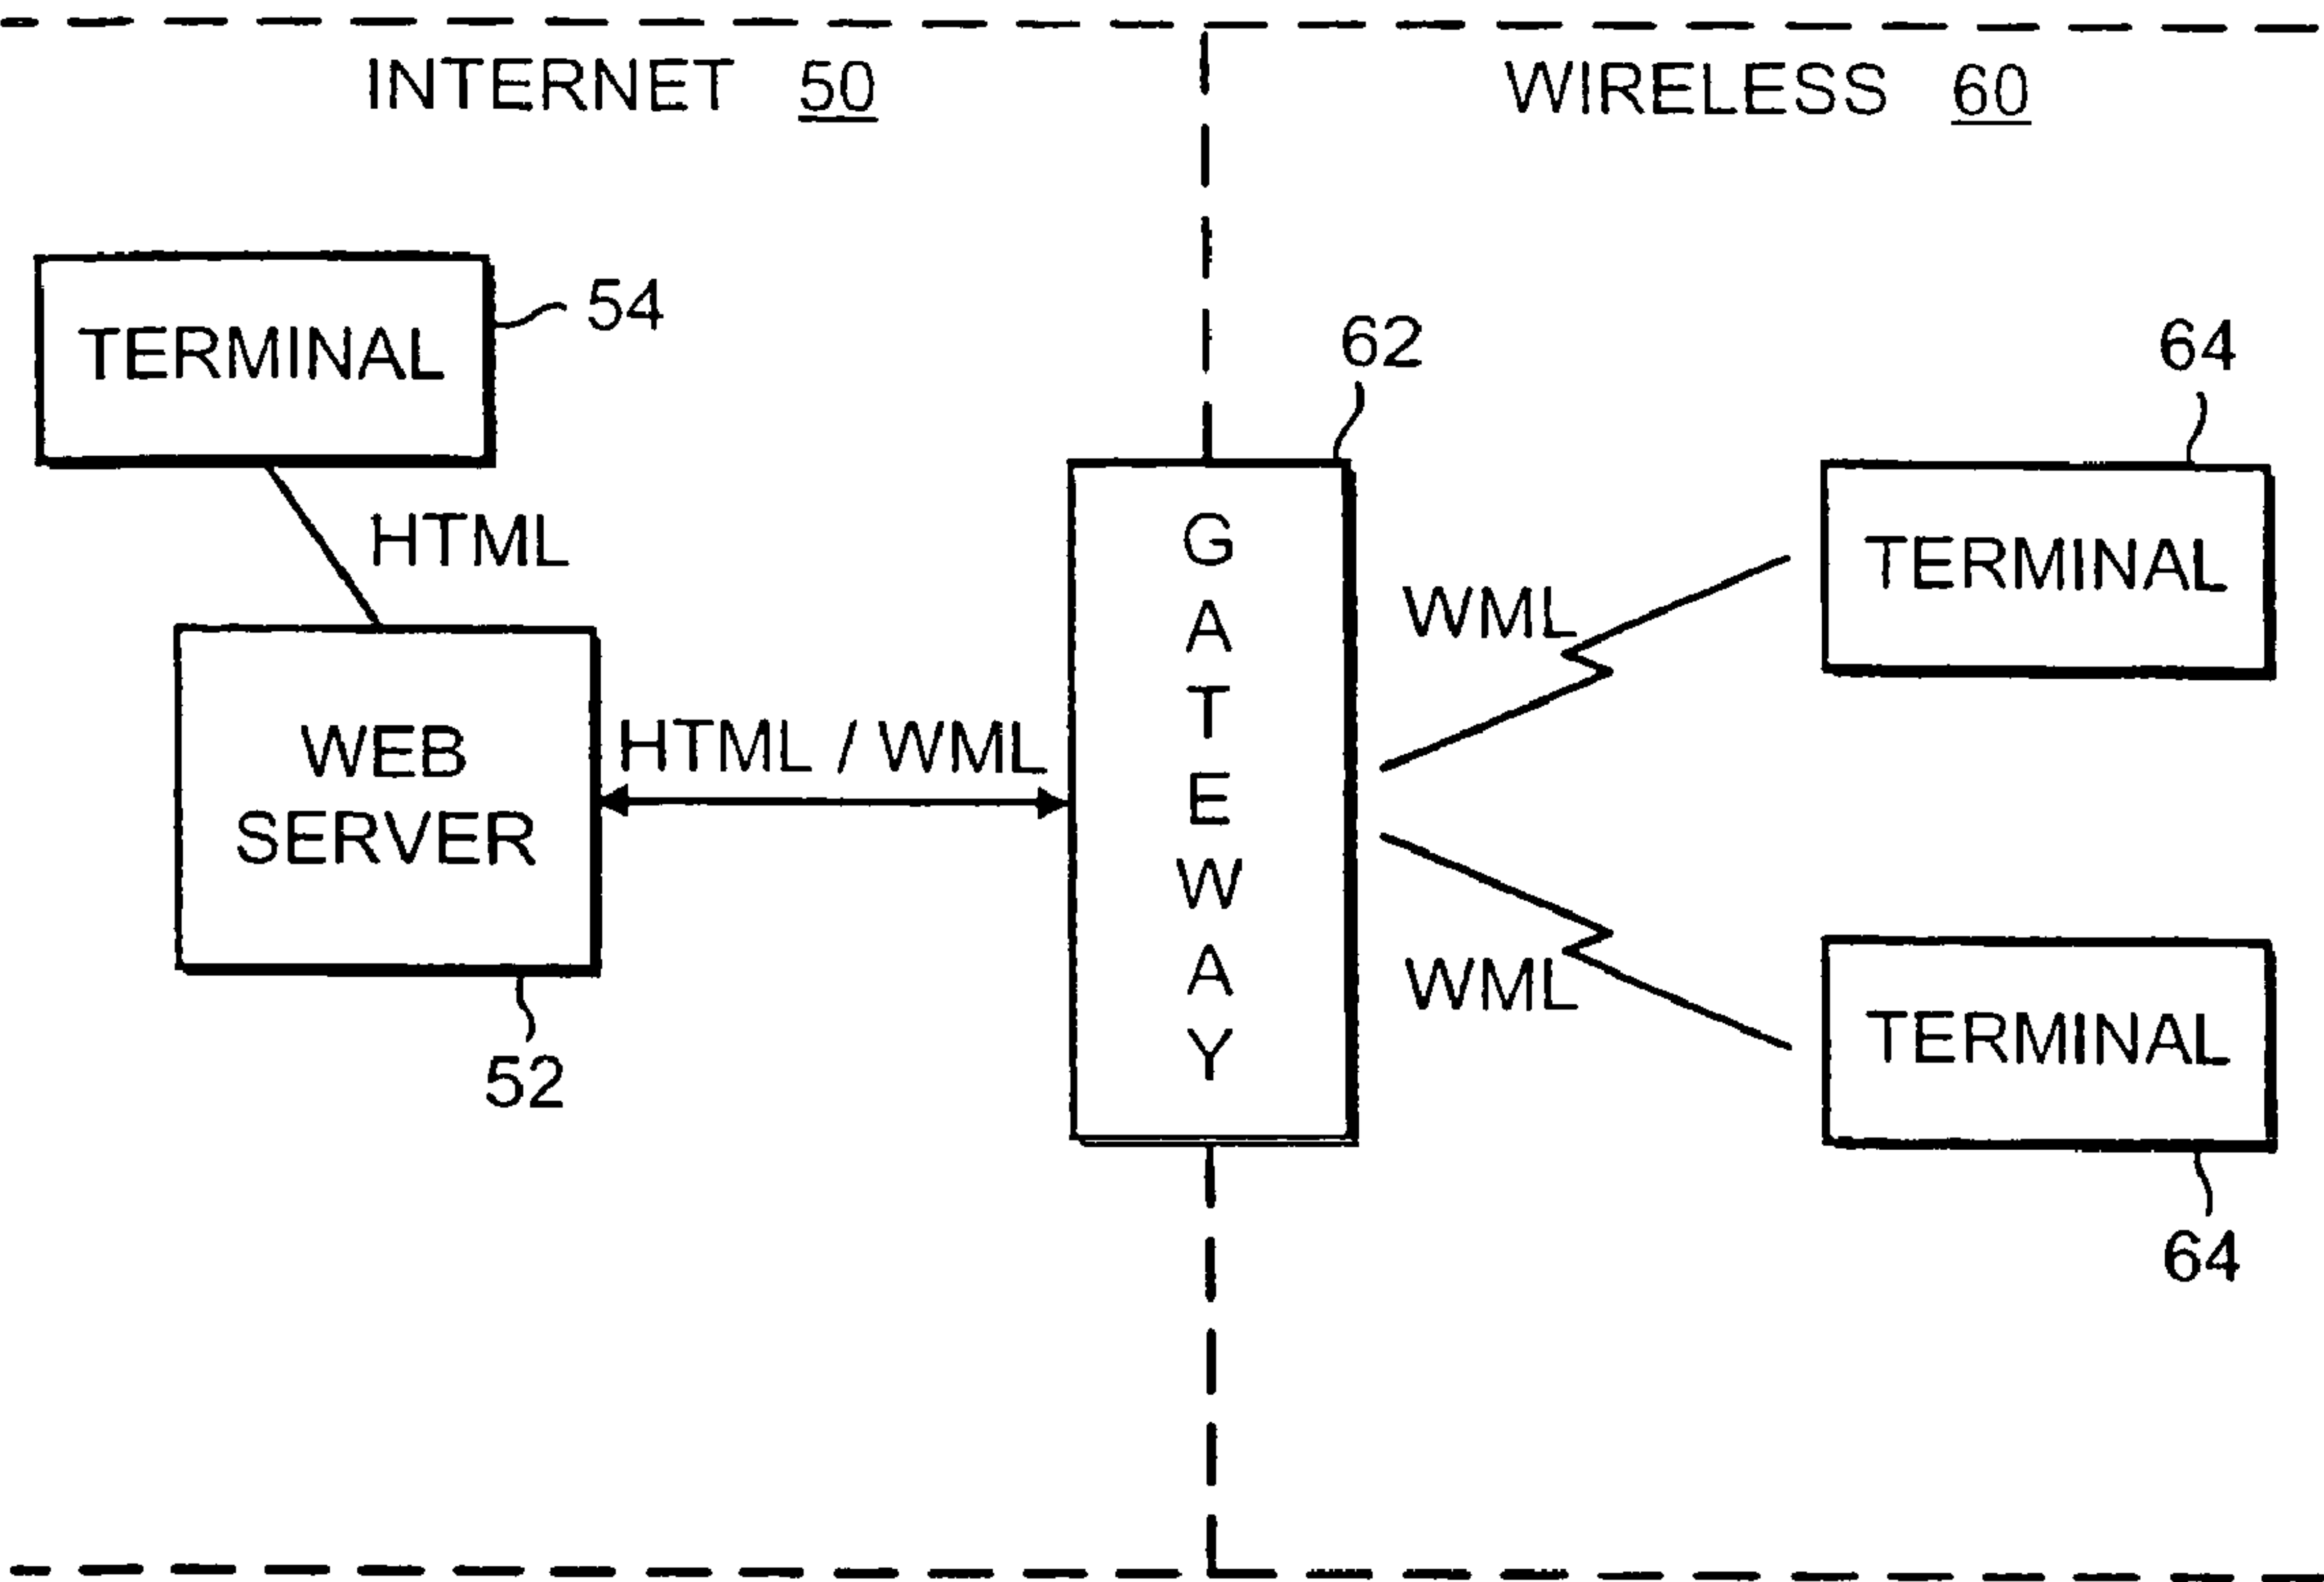 INTERNET 50
WIRELESS 60
TERMINAL
54
HTML
WEB
SERVER
52
HTML / WML
62
GATEWAY
WML
WML
64
TERMINAL
TERMINAL
64